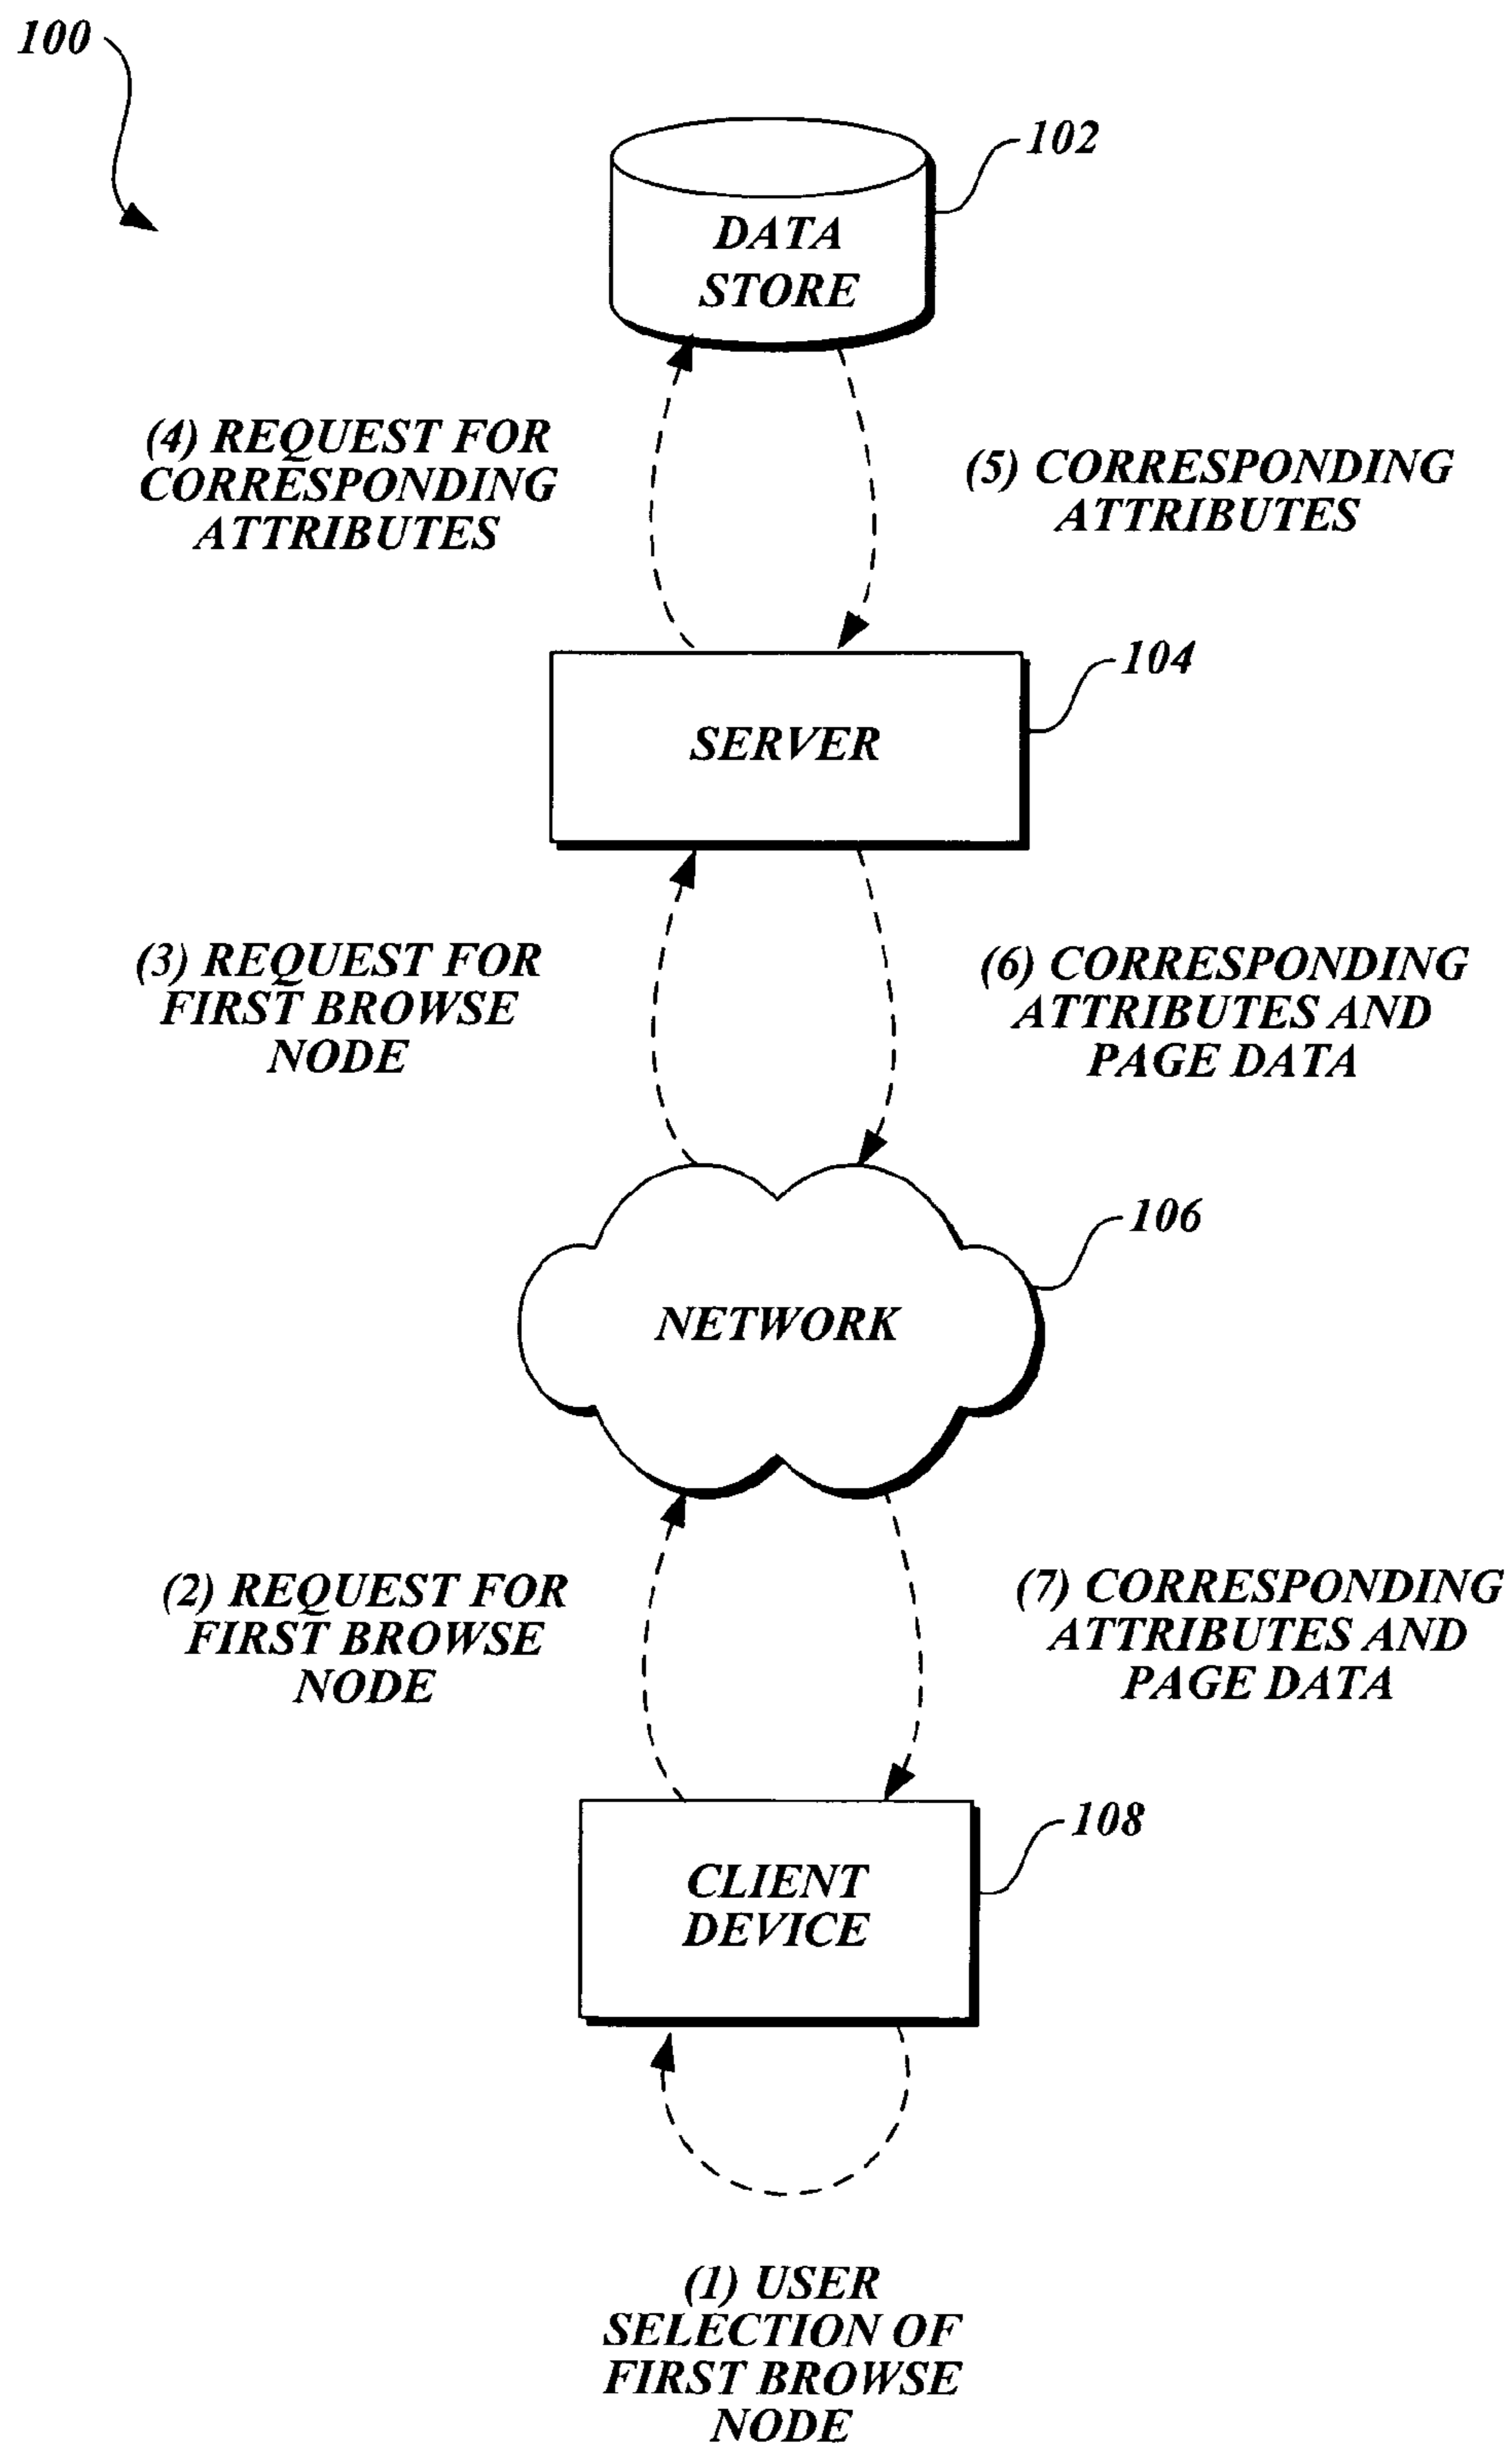 100
102
DATA
STORE
(4) REQUEST FOR
CORRESPONDING
ATTRIBUTES
(5) CORRESPONDING
ATTRIBUTES
104
SERVER
(3) REQUEST FOR
FIRST BROWSE
NODE
(6) CORRESPONDING
ATTRIBUTES AND
PAGE DATA
106
NETWORK
(2) REQUEST FOR
FIRST BROWSE
NODE
(7) CORRESPONDING
ATTRIBUTES AND
PAGE DATA
108
CLIENT
DEVICE
(1) USER
SELECTION OF
FIRST BROWSE
NODE